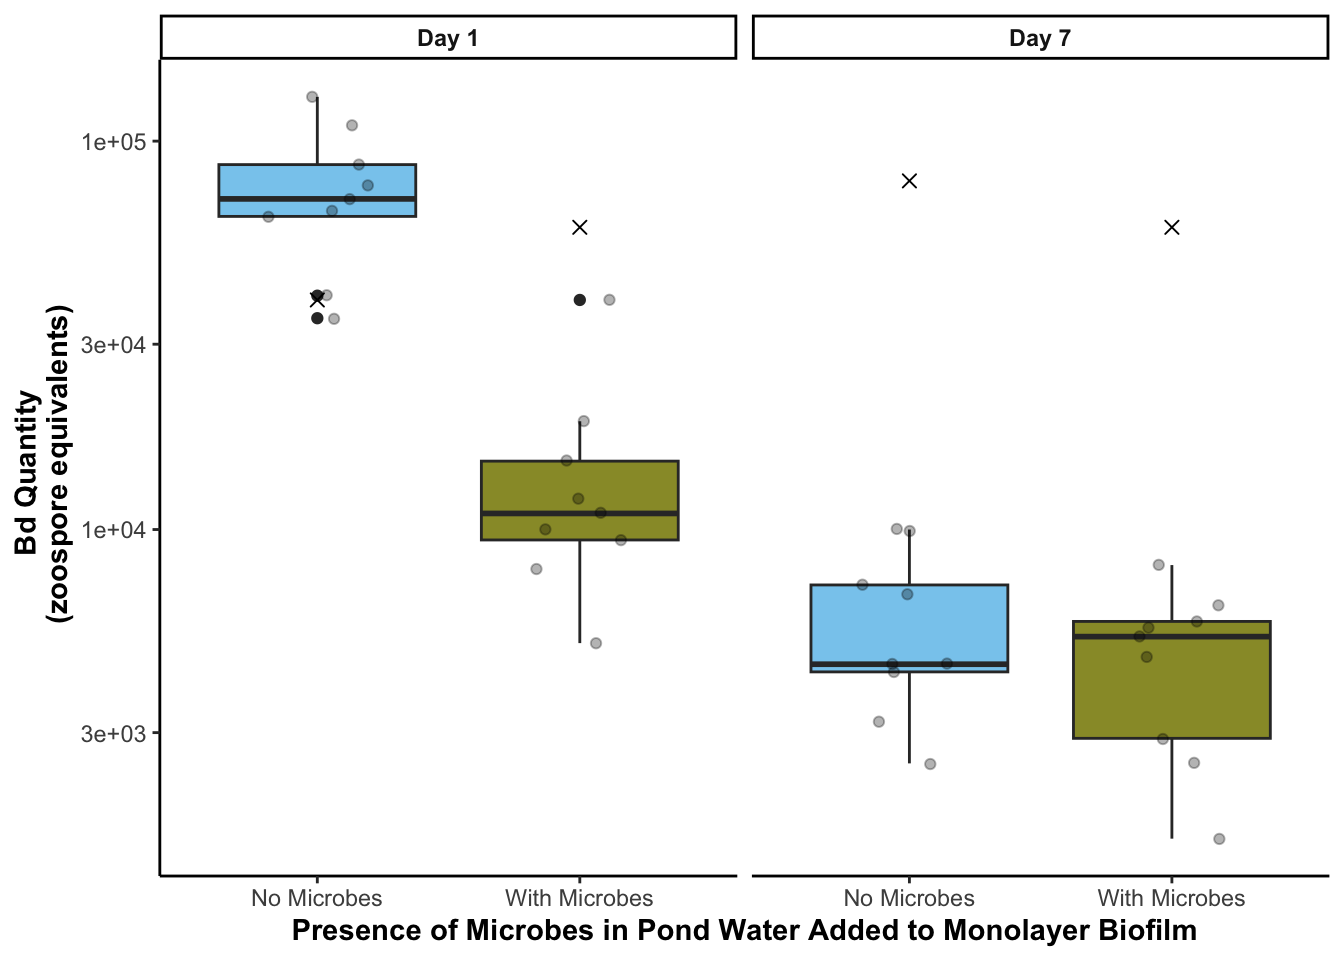 Day 1
Day 7
1e+05
3e+04
1e+04
3e+03
Bd Quantity
(zoospore equivalents)
No Microbes
With Microbes
No Microbes
With Microbes
Presence of Microbes in Pond Water Added to Monolayer Biofilm